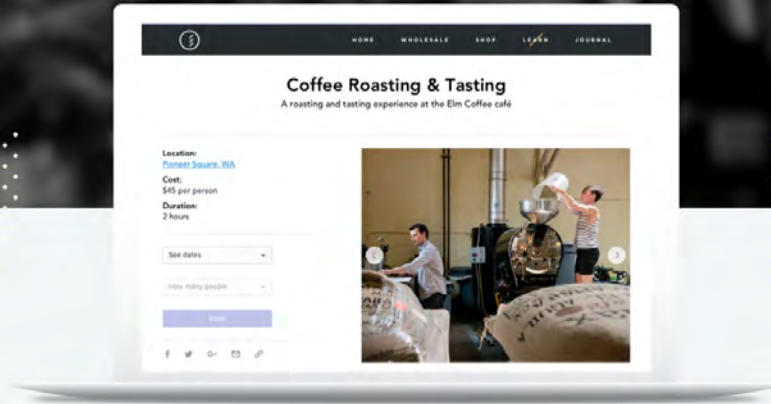 HOME WHOLESALE SHOP LEARN JOURNAL
Coffee Roasting & Tasting
A roasting and tasting experience at the Elm Coffee café
Location:
Pioneer Square, WA
Cost:
$45 per person
Duration:
2 hours
See dates
How many people